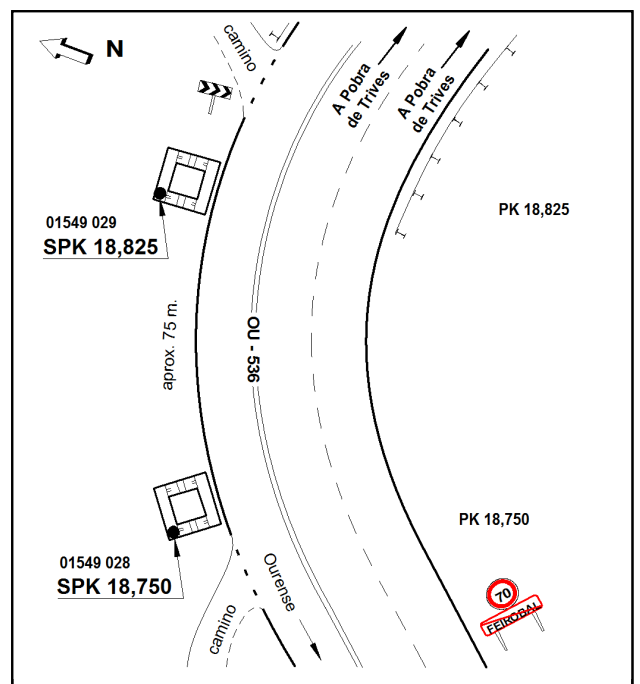 N
camino
A Pobra
de Trives
A Pobra
de Trives
01549 029
SPK 18,825
PK 18,825
aprox. 75 m.
OU - 536
01549 028
SPK 18,750
PK 18,750
Ourense
camino
70
FEIROBAL